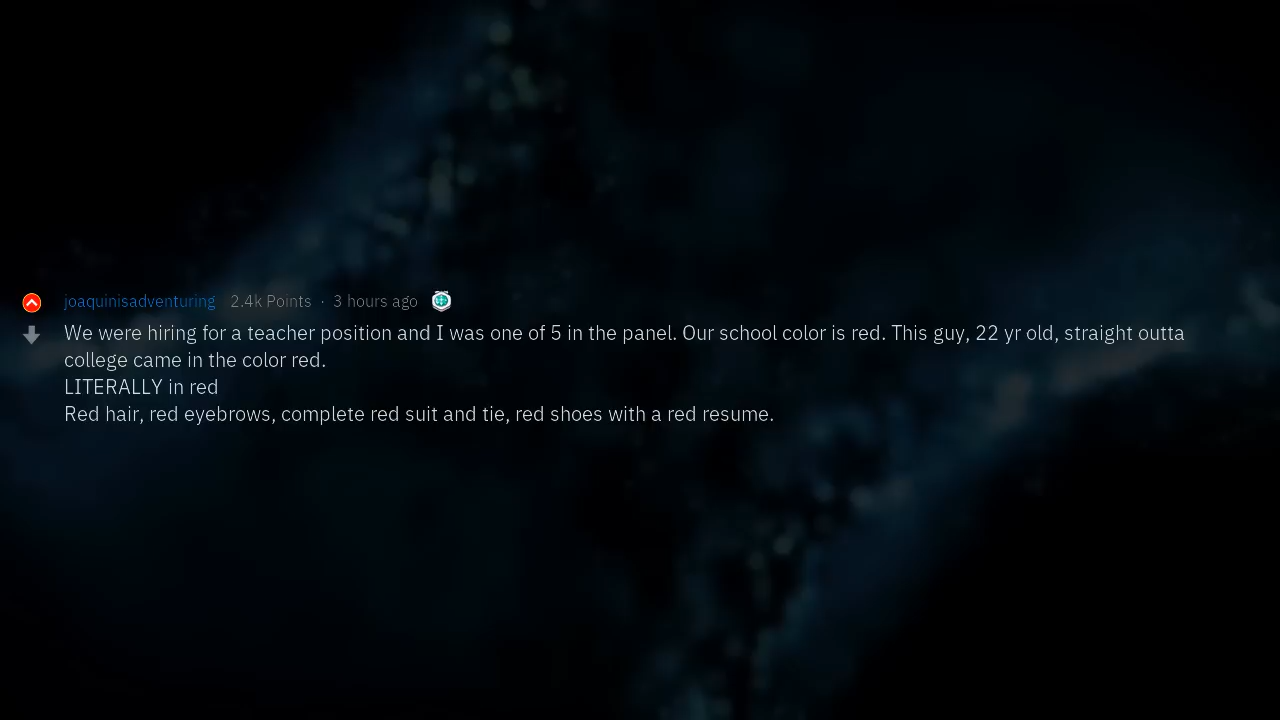 joaquinisadventuring 2.4k Points · 3 hours ago
We were hiring for a teacher position and I was one of 5 in the panel. Our school color is red. This guy, 22 yr old, straight outta
college came in the color red.
LITERALLY in red
Red hair, red eyebrows, complete red suit and tie, red shoes with a red resume.